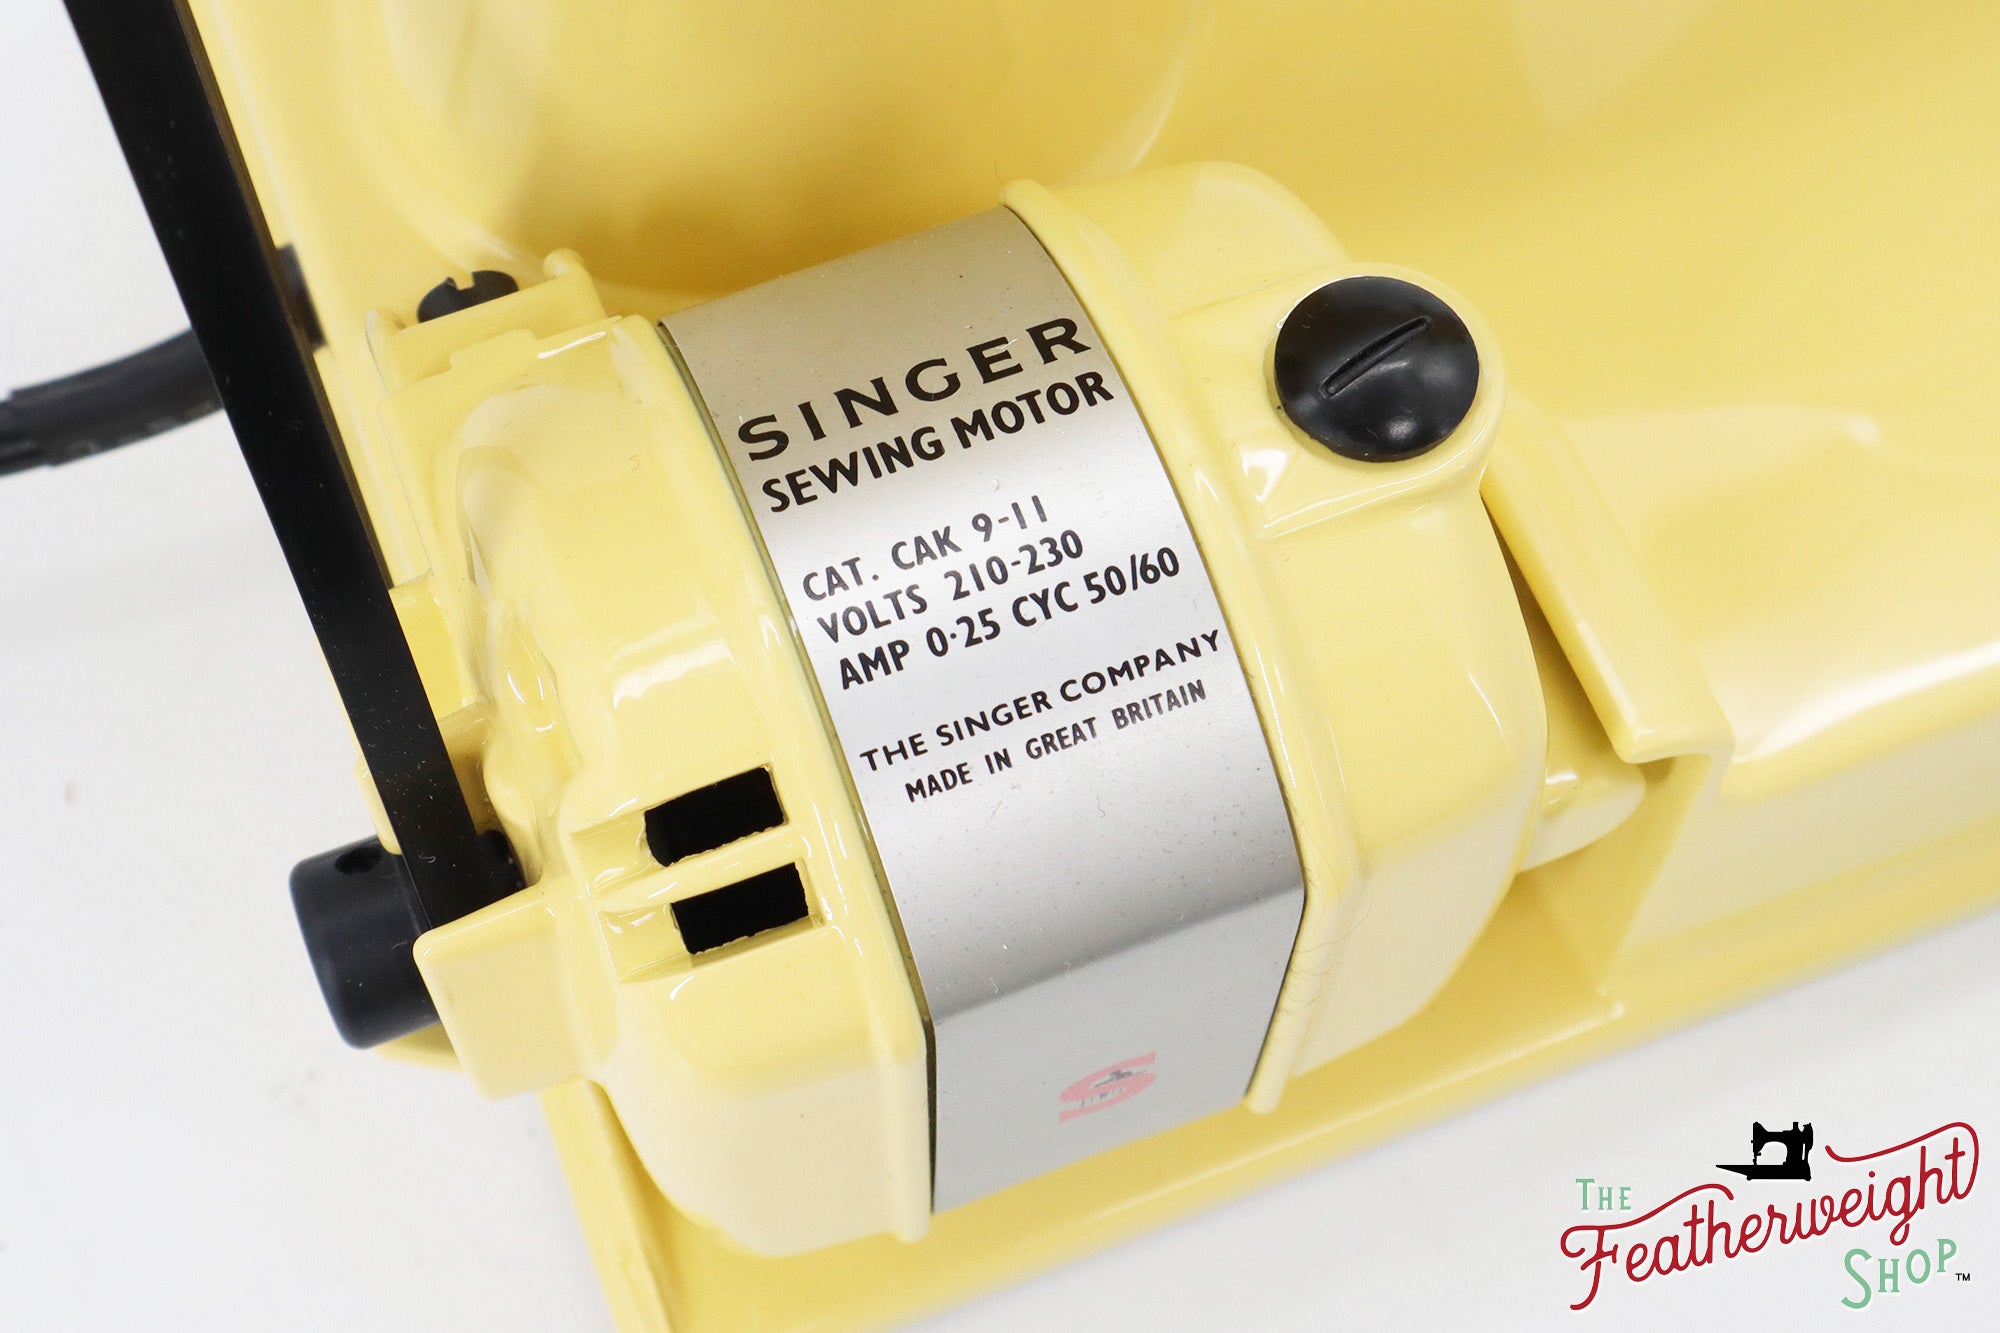 SINGER
SEWING MOTOR
CAT. CAK 9-11
VOLTS 210-230
AMP 0·25 CYC 50/60
THE SINGER COMPANY
MADE IN GREAT BRITAIN
S
THE
Featherweight
SHOP™